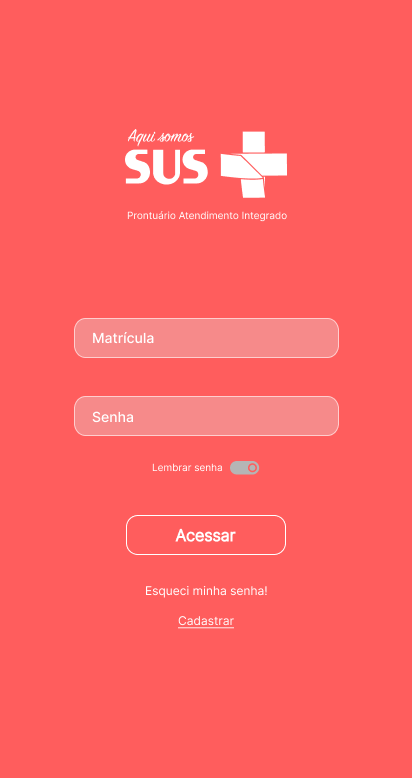 Aqui somos
SUS
Prontuário Atendimento Integrado
Matrícula
Senha
Lembrar senha
Acessar
Esqueci minha senha!
Cadastrar